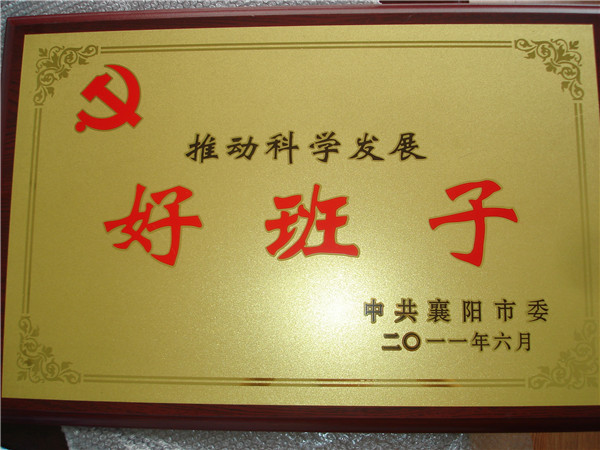 推动科学发展
好班子
中共襄阳市委
二〇一一年六月